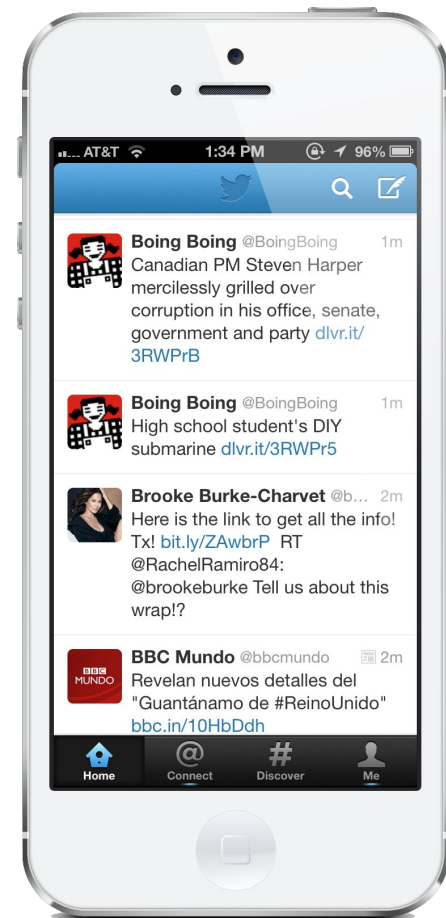 AT&T 1:34 PM 96%
Boing Boing @BoingBoing 1m
Canadian PM Steven Harper
mercilessly grilled over
corruption in his office, senate,
government and party dlvr.it/
3RWPrB
Boing Boing @BoingBoing 1m
High school student's DIY
submarine dlvr.it/3RWPr5
Brooke Burke-Charvet @b... 2m
Here is the link to get all the info!
Tx! bit.ly/ZAwbrP RT
@RachelRamiro84:
@brookeburke Tell us about this
wrap!?
BBC
MUNDO
BBC Mundo @bbcmundo 2m
Revelan nuevos detalles del
"Guantánamo de #ReinoUnido"
bbc.in/10HbDdh
@ #
Home Connect Discover Me